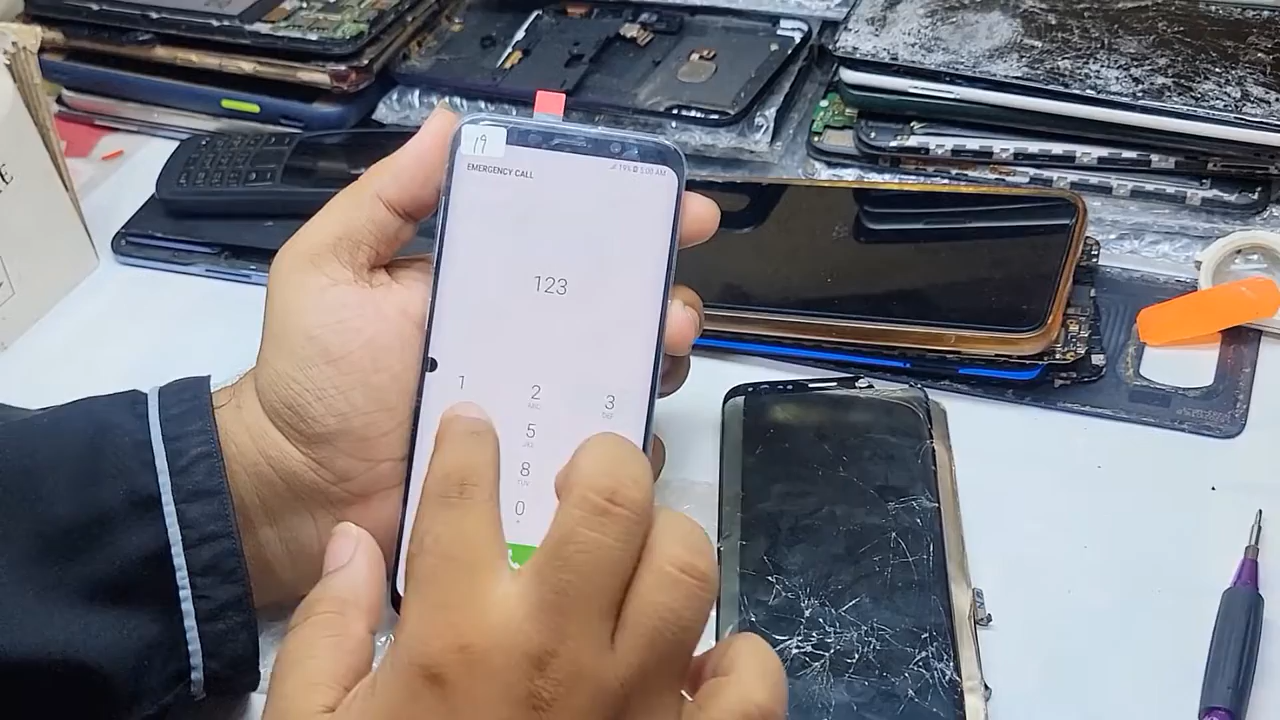 19
19% 5:00 AM
EMERGENCY CALL
123
1 2 3
ABC DEF
5
JKL
8
TUV
0
+